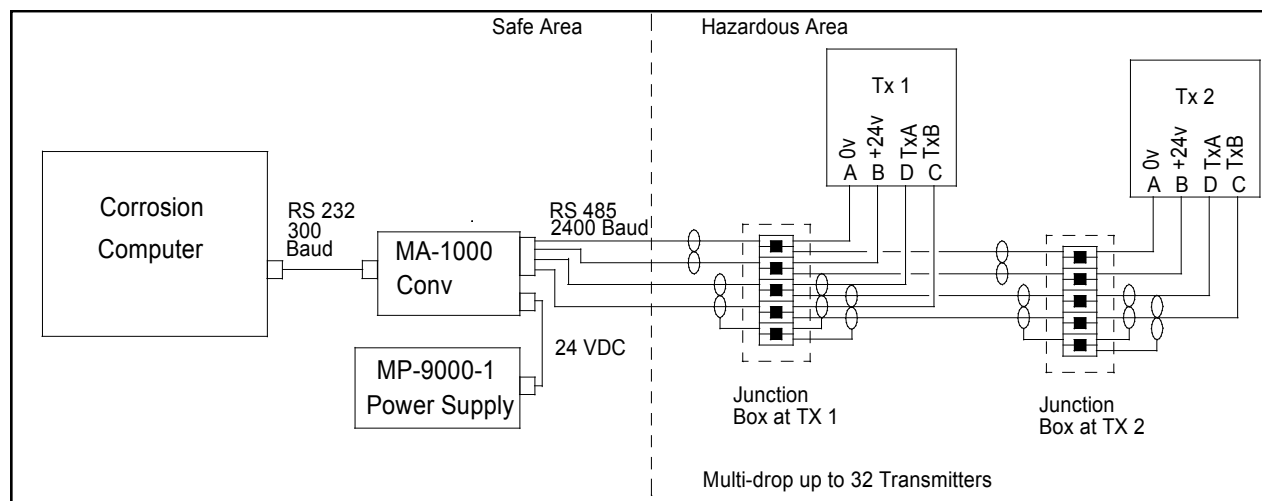 Safe Area
Hazardous Area
Corrosion
Computer
RS 232
300
Baud
MA-1000
Conv
RS 485
2400 Baud
24 VDC
MP-9000-1
Power Supply
Tx 1
0v +24v TxA TxB
A B D C
Tx 2
0v +24v TxA TxB
A B D C
Junction
Box at TX 1
Junction
Box at TX 2
Multi-drop up to 32 Transmitters